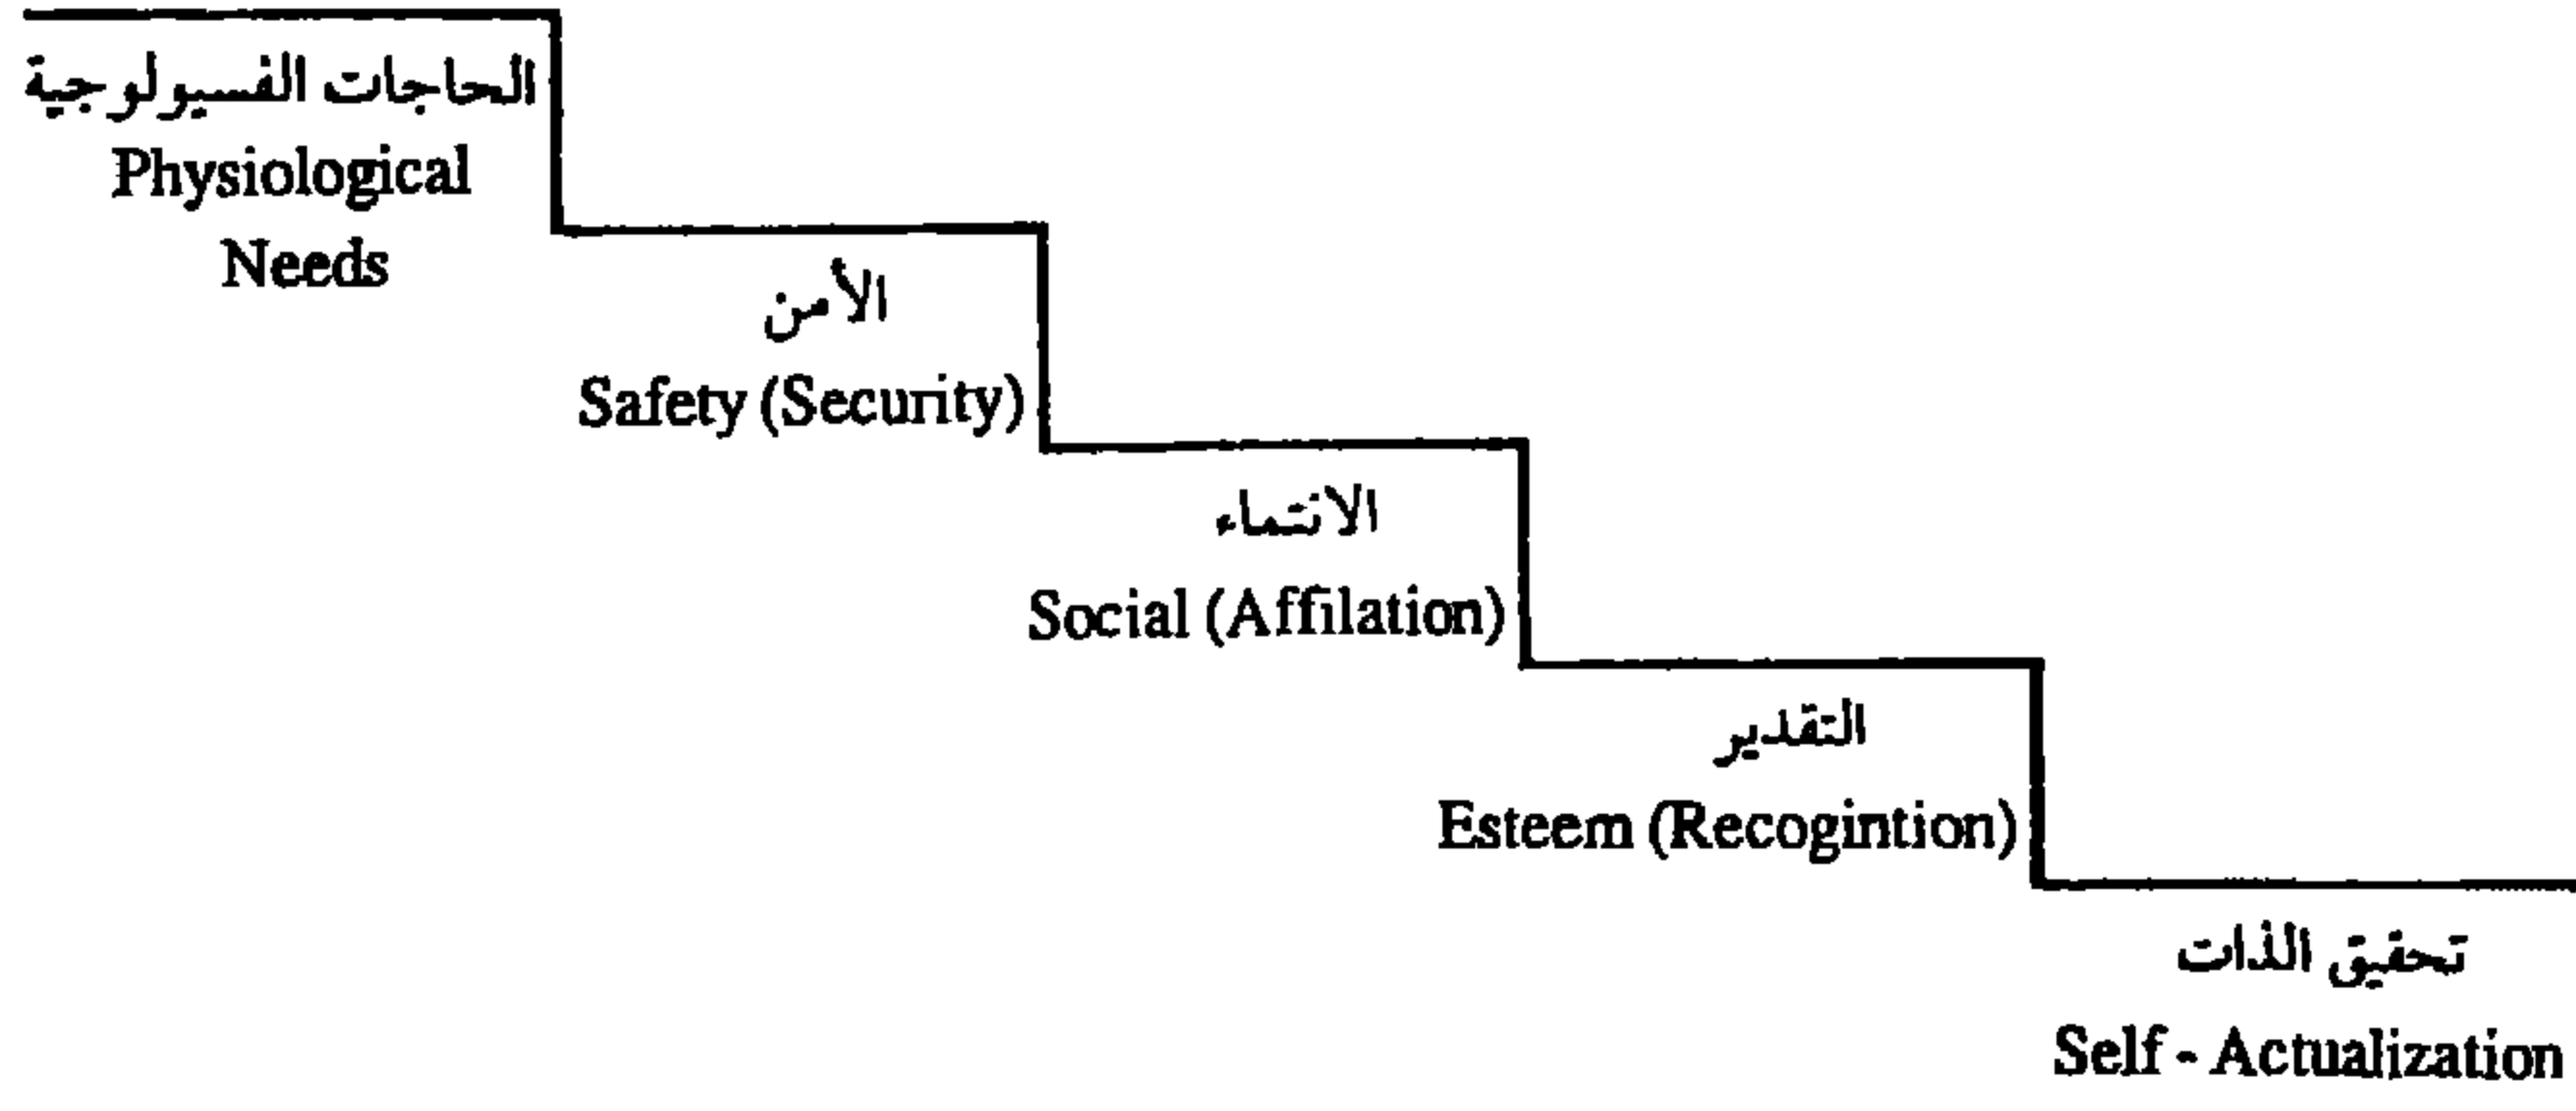 الحاجات الفسيولوجية
Physiological
Needs
الأمن
Safety (Security)
الانتماء
Social (Affilation)
التقدير
Esteem (Recogintion)
تحقيق الذات
Self - Actualization